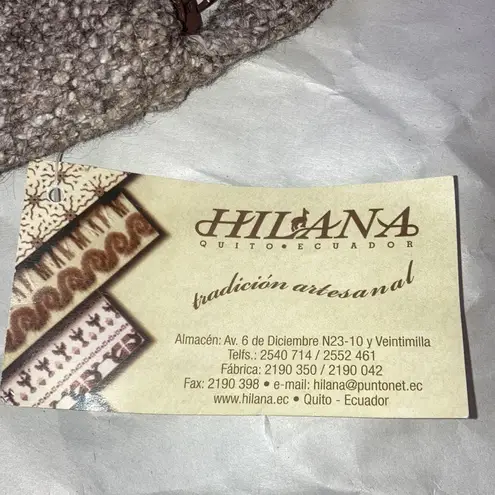 HILANA
QUITO • ECUADOR
tradición artesanal
Almacén: Av. 6 de Diciembre N23-10 y Veintimilla
Telfs.: 2540 714 / 2552 461
Fábrica: 2190 350 / 2190 042
Fax: 2190 398 • e-mail: hilana@puntonet.ec
www.hilana.ec • Quito - Ecuador